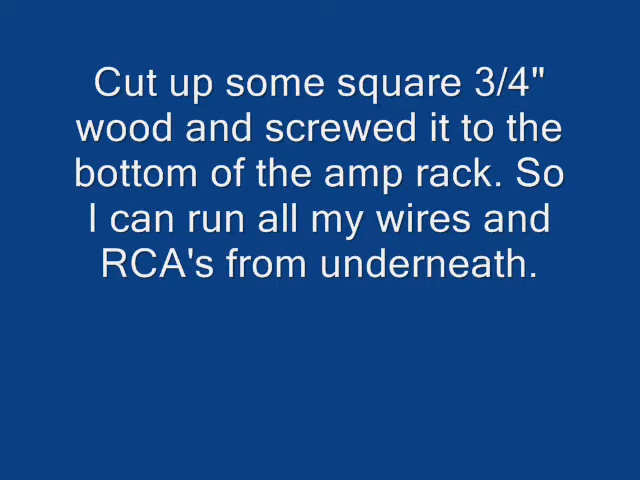 Cut up some square 3/4"
wood and screwed it to the
bottom of the amp rack. So
I can run all my wires and
RCA's from underneath.